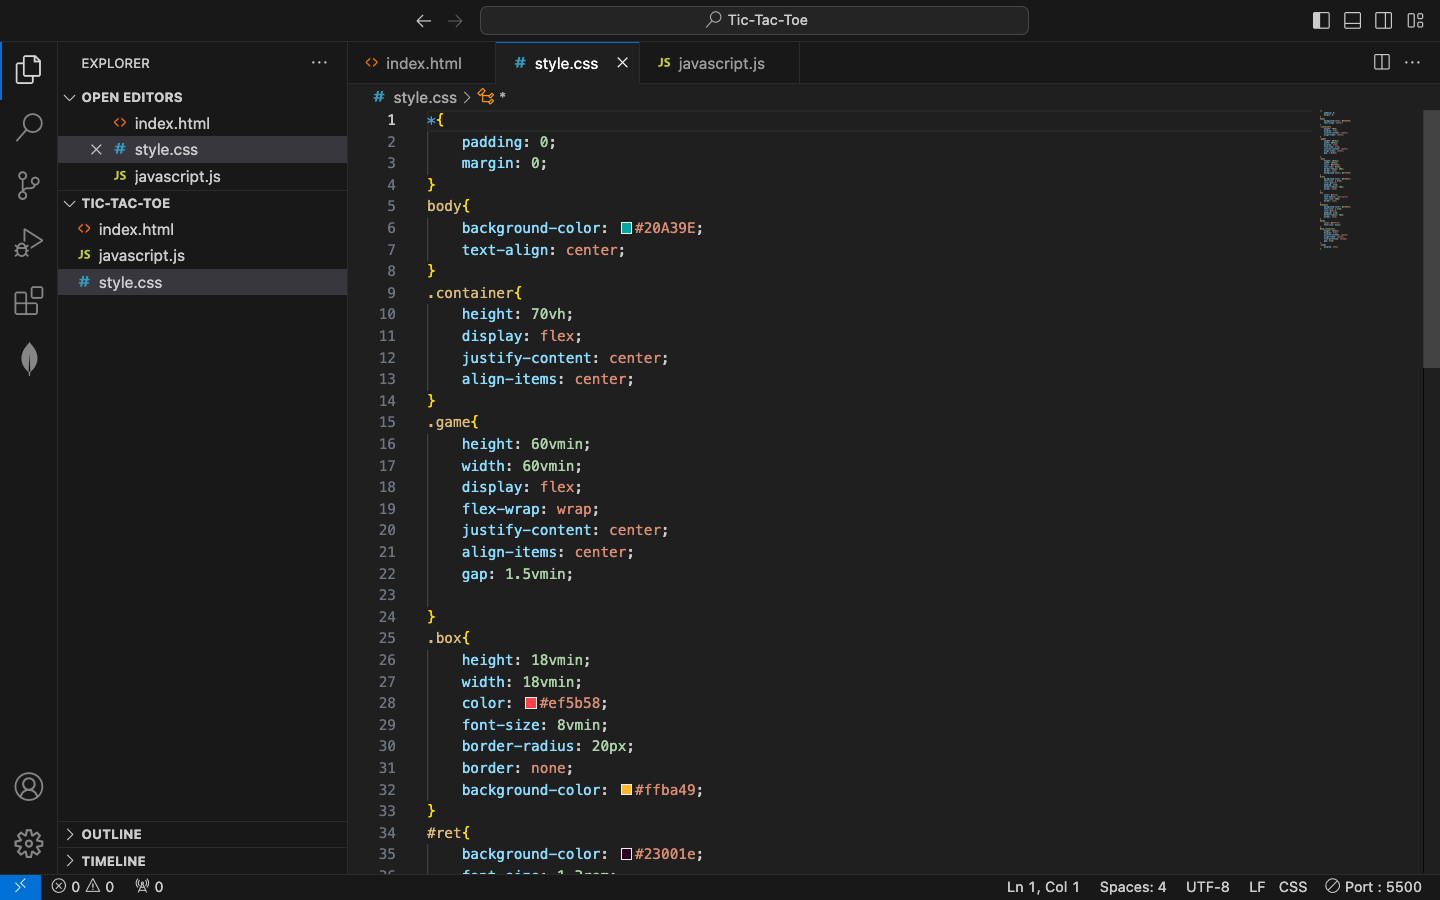 Tic-Tac-Toe
EXPLORER
OPEN EDITORS
index.html
style.css
javascript.js
TIC-TAC-TOE
index.html
javascript.js
style.css
OUTLINE
TIMELINE
index.html
style.css
javascript.js
style.css > *
1 *{
2 padding: 0;
3 margin: 0;
4 }
5 body{
6 background-color: #20A39E;
7 text-align: center;
8 }
9 .container{
10 height: 70vh;
11 display: flex;
12 justify-content: center;
13 align-items: center;
14 }
15 .game{
16 height: 60vmin;
17 width: 60vmin;
18 display: flex;
19 flex-wrap: wrap;
20 justify-content: center;
21 align-items: center;
22 gap: 1.5vmin;
23
24 }
25 .box{
26 height: 18vmin;
27 width: 18vmin;
28 color: #ef5b58;
29 font-size: 8vmin;
30 border-radius: 20px;
31 border: none;
32 background-color: #ffba49;
33 }
34 #ret{
35 background-color: #23001e;
0 0 0
Ln 1, Col 1 Spaces: 4 UTF-8 LF CSS Port : 5500